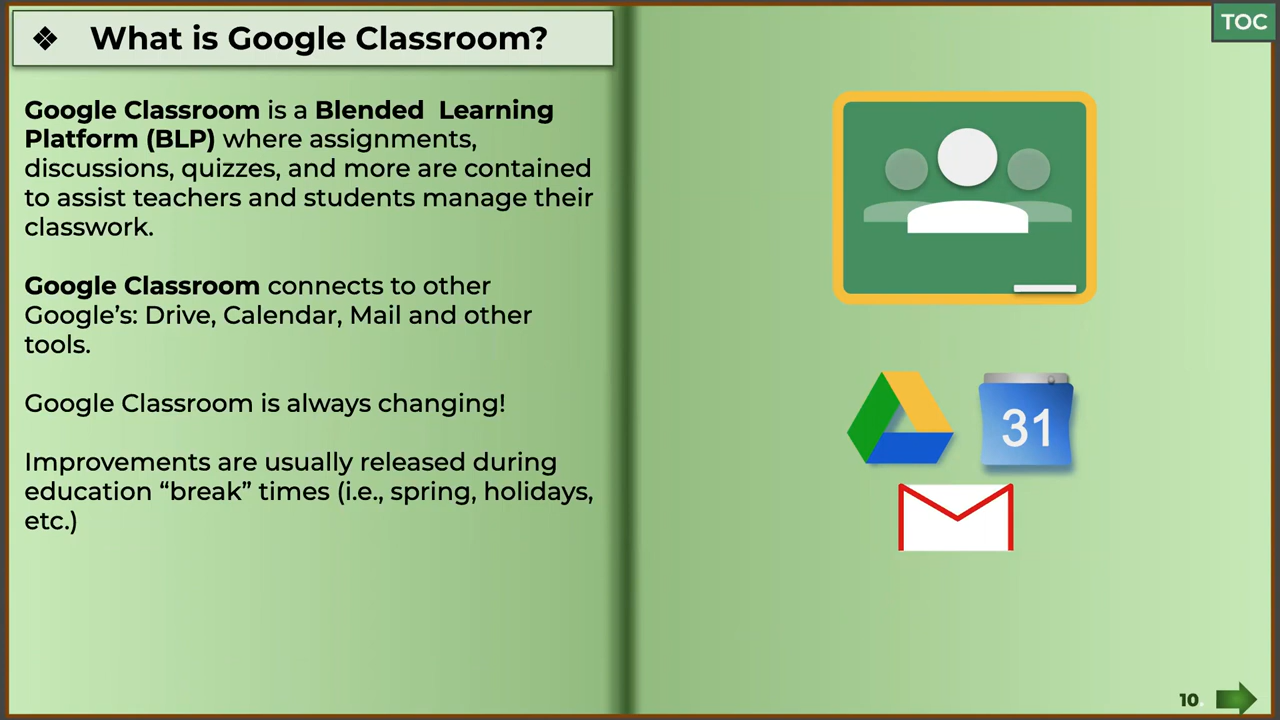 ❖ What is Google Classroom?
TOC
Google Classroom is a Blended Learning
Platform (BLP) where assignments,
discussions, quizzes, and more are contained
to assist teachers and students manage their
classwork.
Google Classroom connects to other
Google’s: Drive, Calendar, Mail and other
tools.
Google Classroom is always changing!
Improvements are usually released during
education “break” times (i.e., spring, holidays,
etc.)
31
10